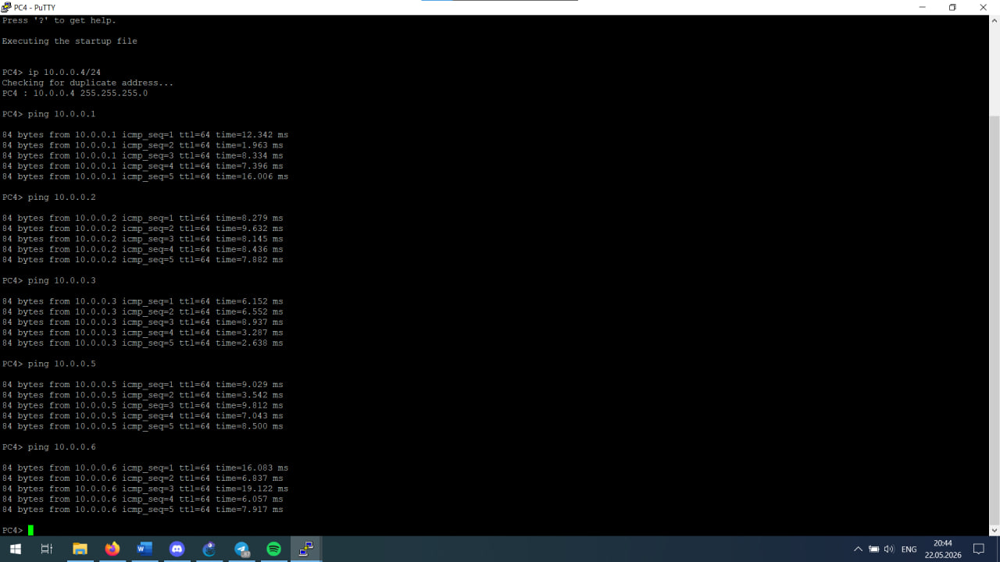 PC4 - PuTTY
Press '?' to get help.
Executing the startup file
PC4> ip 10.0.0.4/24
Checking for duplicate address...
PC4 : 10.0.0.4 255.255.255.0
PC4> ping 10.0.0.1
84 bytes from 10.0.0.1 icmp_seq=1 ttl=64 time=12.342 ms
84 bytes from 10.0.0.1 icmp_seq=2 ttl=64 time=1.963 ms
84 bytes from 10.0.0.1 icmp_seq=3 ttl=64 time=8.334 ms
84 bytes from 10.0.0.1 icmp_seq=4 ttl=64 time=7.396 ms
84 bytes from 10.0.0.1 icmp_seq=5 ttl=64 time=16.006 ms
PC4> ping 10.0.0.2
84 bytes from 10.0.0.2 icmp_seq=1 ttl=64 time=8.279 ms
84 bytes from 10.0.0.2 icmp_seq=2 ttl=64 time=9.632 ms
84 bytes from 10.0.0.2 icmp_seq=3 ttl=64 time=8.145 ms
84 bytes from 10.0.0.2 icmp_seq=4 ttl=64 time=8.436 ms
84 bytes from 10.0.0.2 icmp_seq=5 ttl=64 time=7.882 ms
PC4> ping 10.0.0.3
84 bytes from 10.0.0.3 icmp_seq=1 ttl=64 time=6.152 ms
84 bytes from 10.0.0.3 icmp_seq=2 ttl=64 time=6.552 ms
84 bytes from 10.0.0.3 icmp_seq=3 ttl=64 time=8.937 ms
84 bytes from 10.0.0.3 icmp_seq=4 ttl=64 time=3.287 ms
84 bytes from 10.0.0.3 icmp_seq=5 ttl=64 time=2.638 ms
PC4> ping 10.0.0.5
84 bytes from 10.0.0.5 icmp_seq=1 ttl=64 time=9.029 ms
84 bytes from 10.0.0.5 icmp_seq=2 ttl=64 time=3.542 ms
84 bytes from 10.0.0.5 icmp_seq=3 ttl=64 time=9.812 ms
84 bytes from 10.0.0.5 icmp_seq=4 ttl=64 time=7.043 ms
84 bytes from 10.0.0.5 icmp_seq=5 ttl=64 time=8.500 ms
PC4> ping 10.0.0.6
84 bytes from 10.0.0.6 icmp_seq=1 ttl=64 time=16.083 ms
84 bytes from 10.0.0.6 icmp_seq=2 ttl=64 time=6.837 ms
84 bytes from 10.0.0.6 icmp_seq=3 ttl=64 time=19.122 ms
84 bytes from 10.0.0.6 icmp_seq=4 ttl=64 time=6.057 ms
84 bytes from 10.0.0.6 icmp_seq=5 ttl=64 time=7.917 ms
PC4>
ENG
20:44
22.05.2026